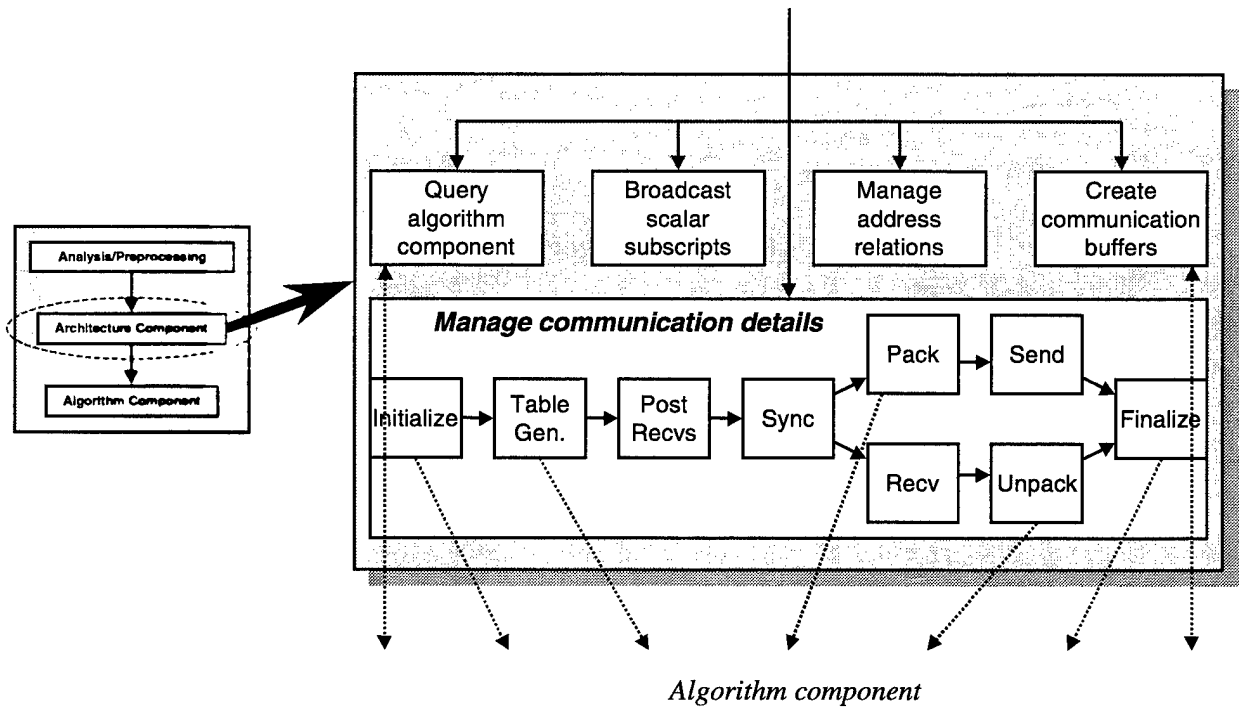 Query
algorithm
component
Broadcast
scalar
subscripts
Manage
address
relations
Create
communication
buffers
Analysis/Preprocessing
Architecture Component
Algorithm Component
Manage communication details
Initialize
Table
Gen.
Post
Recvs
Sync
Pack
Send
Recv
Unpack
Finalize
Algorithm component